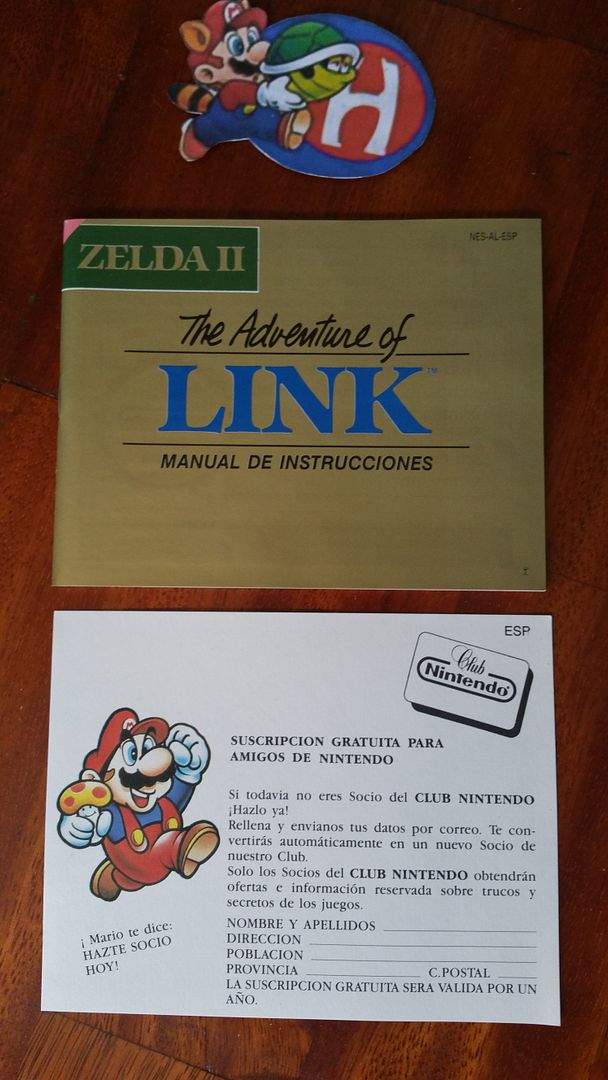 M
H
ZELDA II
NES-AL-ESP
The Adventure of
LINK™
MANUAL DE INSTRUCCIONES
ESP
Club
Nintendo®
M
SUSCRIPCION GRATUITA PARA
AMIGOS DE NINTENDO
Si todavia no eres Socio del CLUB NINTENDO
¡Hazlo ya!
Rellena y envianos tus datos por correo. Te con-
vertirás automáticamente en un nuevo Socio de
nuestro Club.
Solo los Socios del CLUB NINTENDO obtendrán
ofertas e información reservada sobre trucos y
secretos de los juegos.
¡ Mario te dice:
HAZTE SOCIO
HOY!
NOMBRE Y APELLIDOS
DIRECCION
POBLACION
PROVINCIA C.POSTAL
LA SUSCRIPCION GRATUITA SERA VALIDA POR UN
AÑO.